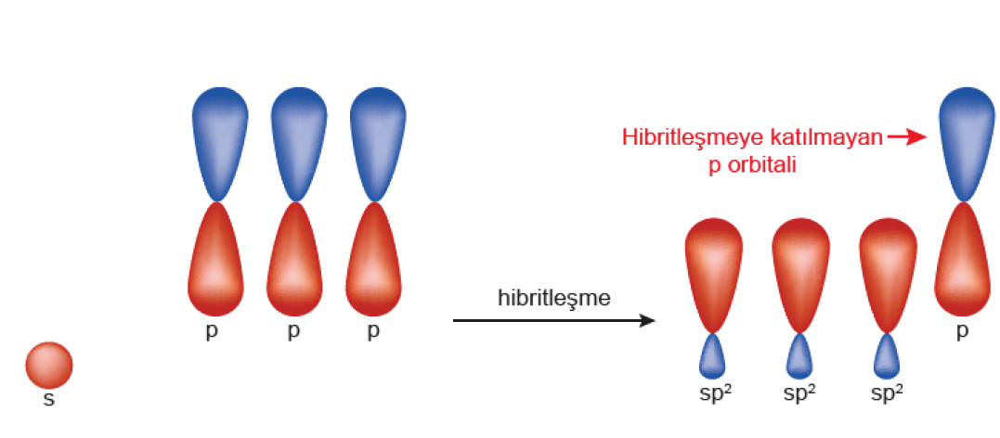 Hibritleşmeye katılmayan
p orbitali
hibritleşme
p p p
p
s
sp² sp² sp²